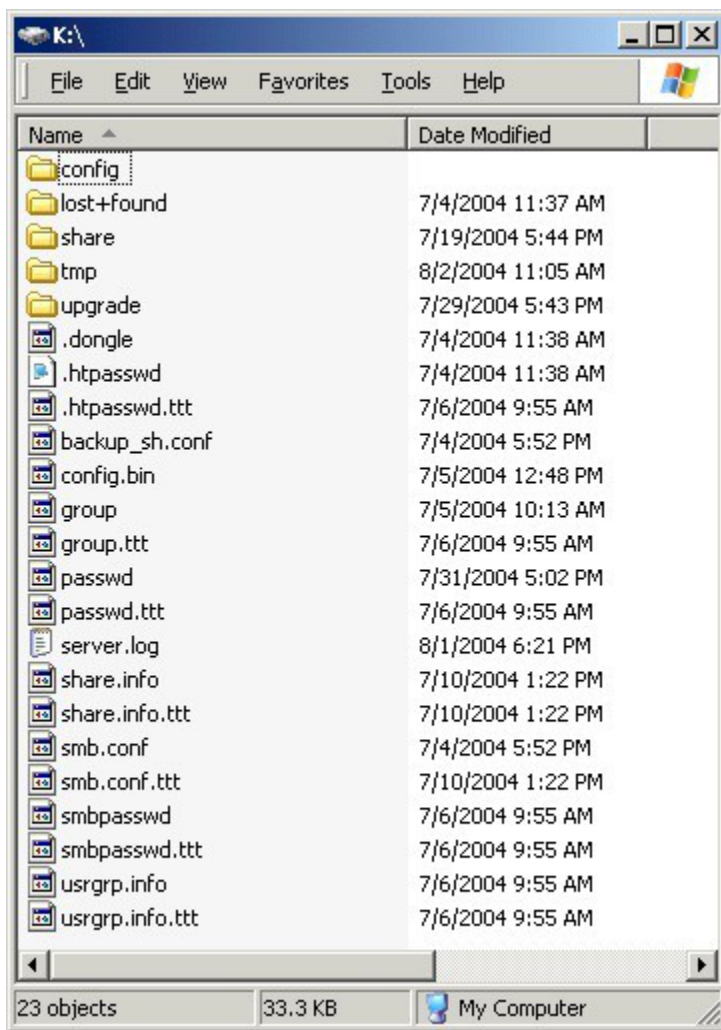 K:\
File Edit View Favorites Tools Help
Name Date Modified
config
lost+found 7/4/2004 11:37 AM
share 7/19/2004 5:44 PM
tmp 8/2/2004 11:05 AM
upgrade 7/29/2004 5:43 PM
.dongle 7/4/2004 11:38 AM
.htpasswd 7/4/2004 11:38 AM
.htpasswd.ttt 7/6/2004 9:55 AM
backup_sh.conf 7/4/2004 5:52 PM
config.bin 7/5/2004 12:48 PM
group 7/5/2004 10:13 AM
group.ttt 7/6/2004 9:55 AM
passwd 7/31/2004 5:02 PM
passwd.ttt 7/6/2004 9:55 AM
server.log 8/1/2004 6:21 PM
share.info 7/10/2004 1:22 PM
share.info.ttt 7/10/2004 1:22 PM
smb.conf 7/4/2004 5:52 PM
smb.conf.ttt 7/10/2004 1:22 PM
smbpasswd 7/6/2004 9:55 AM
smbpasswd.ttt 7/6/2004 9:55 AM
usrgrp.info 7/6/2004 9:55 AM
usrgrp.info.ttt 7/6/2004 9:55 AM
23 objects 33.3 KB My Computer